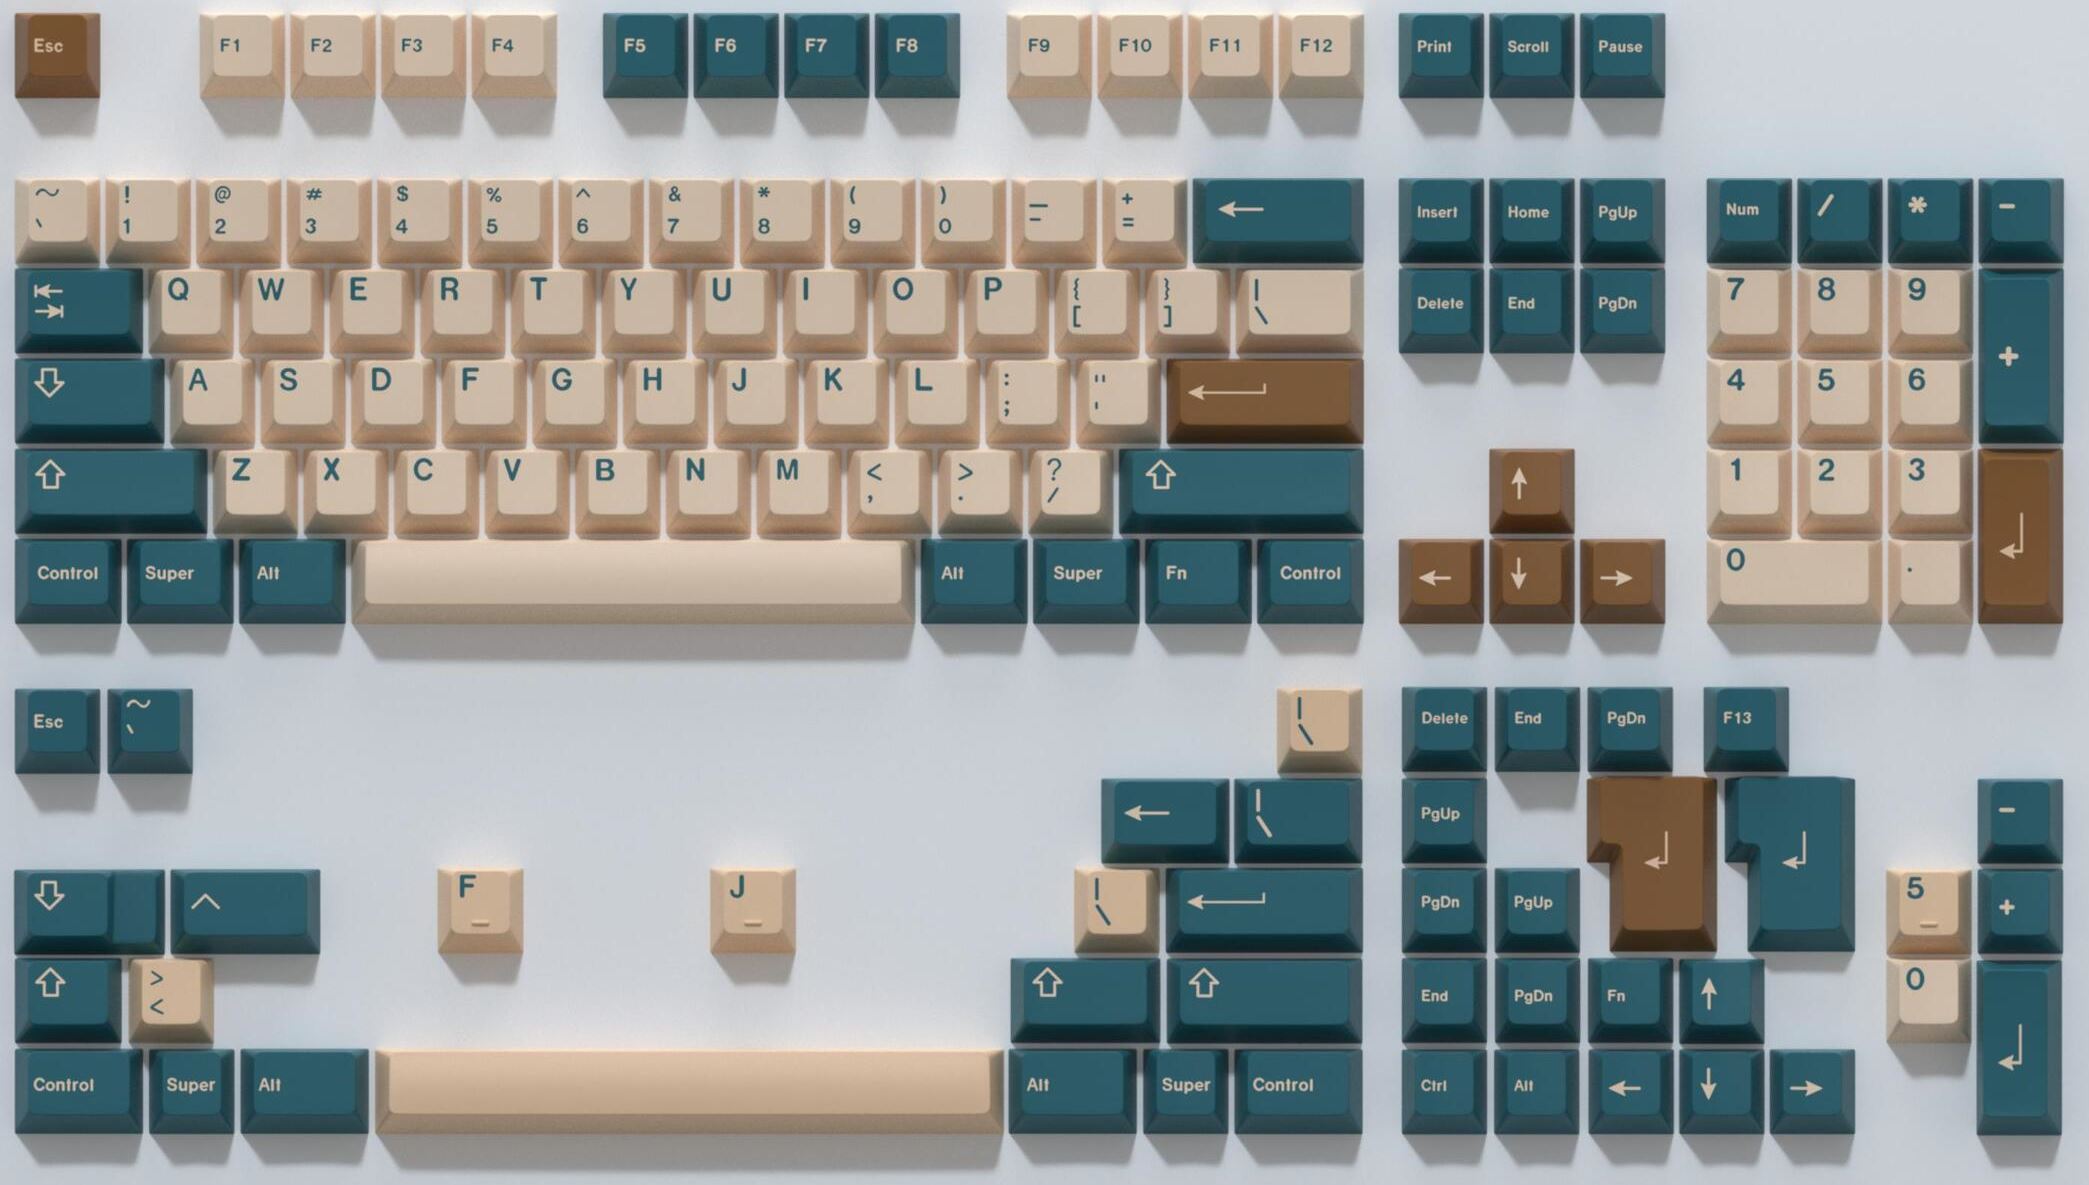 Esc F1 F2 F3 F4 F5 F6 F7 F8 F9 F10 F11 F12 Print Scroll Pause
~ ! @ # $ % ^ & * ( ) _ + ←
` 1 2 3 4 5 6 7 8 9 0 - =
Insert Home PgUp Num / * -
⇤ Q W E R T Y U I O P { } |
⇥ [ ] \
Delete End PgDn 7 8 9 +
⇩ A S D F G H J K L : " ↵
; '
4 5 6
⇧ Z X C V B N M < > ? ⇧
, . /
↑ 1 2 3 ↵
Control Super Alt Alt Super Fn Control ← ↓ → 0 .
Esc ~ | Delete End PgDn F13
` \
← | PgUp ↵ ↵ -
\
⇩ ^ F J | ↵ PgDn PgUp 5 +
_ _ \ _
⇧ > ⇧ ⇧ End PgDn Fn ↑ 0 ↵
<
Control Super Alt Alt Super Control Ctrl Alt ← ↓ →